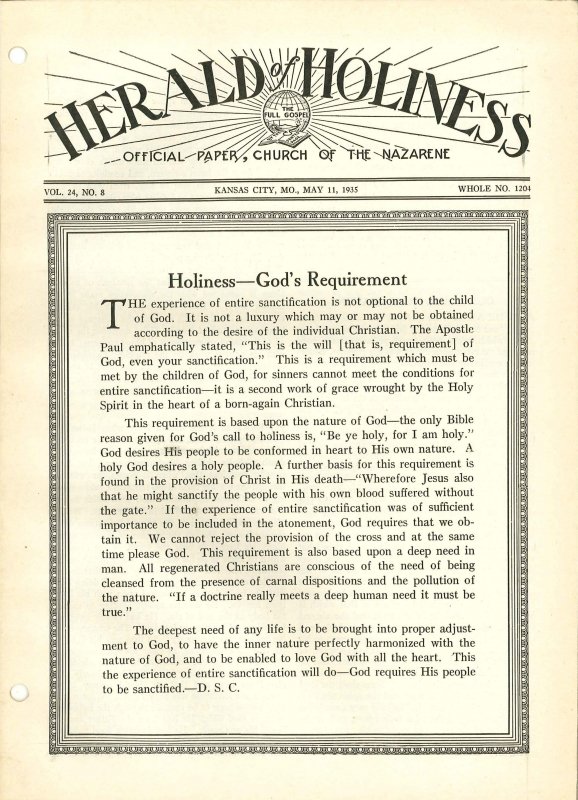 HERALD of HOLINESS
THE
FULL GOSPEL
OFFICIAL PAPER, CHURCH OF THE NAZARENE
VOL. 24, NO. 8 KANSAS CITY, MO., MAY 11, 1935 WHOLE NO. 1204
Holiness—God's Requirement
THE experience of entire sanctification is not optional to the child
of God. It is not a luxury which may or may not be obtained
according to the desire of the individual Christian. The Apostle
Paul emphatically stated, "This is the will [that is, requirement] of
God, even your sanctification." This is a requirement which must be
met by the children of God, for sinners cannot meet the conditions for
entire sanctification—it is a second work of grace wrought by the Holy
Spirit in the heart of a born-again Christian.
This requirement is based upon the nature of God—the only Bible
reason given for God's call to holiness is, "Be ye holy, for I am holy."
God desires His people to be conformed in heart to His own nature. A
holy God desires a holy people. A further basis for this requirement is
found in the provision of Christ in His death—"Wherefore Jesus also
that he might sanctify the people with his own blood suffered without
the gate." If the experience of entire sanctification was of sufficient
importance to be included in the atonement, God requires that we ob-
tain it. We cannot reject the provision of the cross and at the same
time please God. This requirement is also based upon a deep need in
man. All regenerated Christians are conscious of the need of being
cleansed from the presence of carnal dispositions and the pollution of
the nature. "If a doctrine really meets a deep human need it must be
true."
The deepest need of any life is to be brought into proper adjust-
ment to God, to have the inner nature perfectly harmonized with the
nature of God, and to be enabled to love God with all the heart. This
the experience of entire sanctification will do—God requires His people
to be sanctified.—D. S. C.